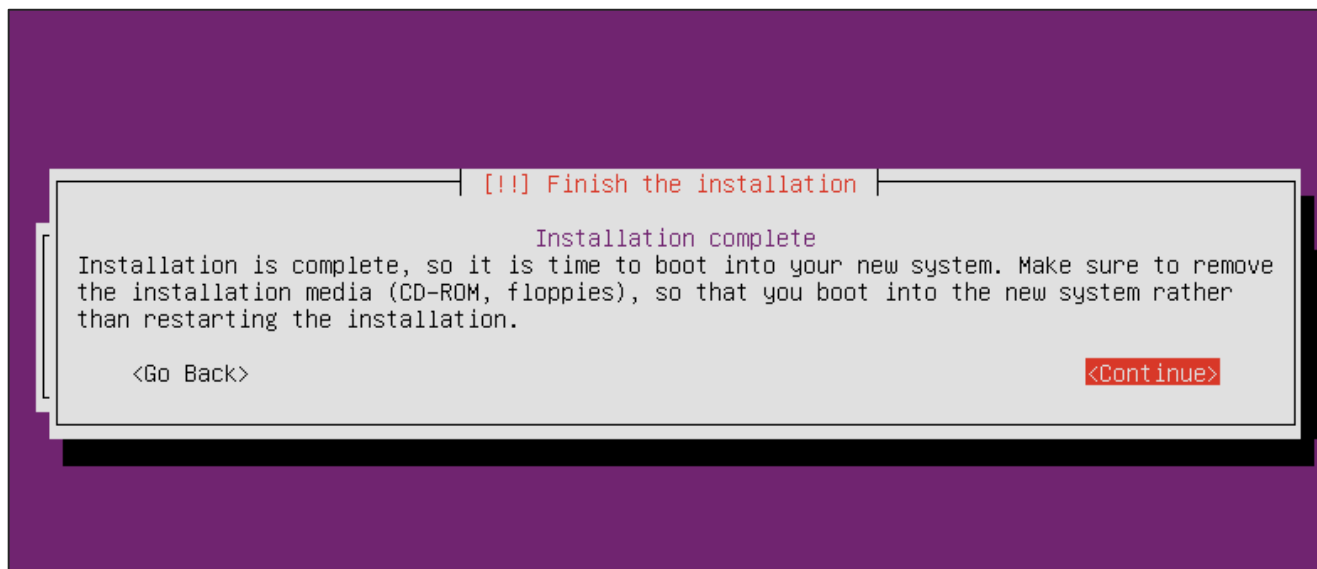 [!!] Finish the installation
Installation complete
Installation is complete, so it is time to boot into your new system. Make sure to remove
the installation media (CD-ROM, floppies), so that you boot into the new system rather
than restarting the installation.
<Go Back> <Continue>